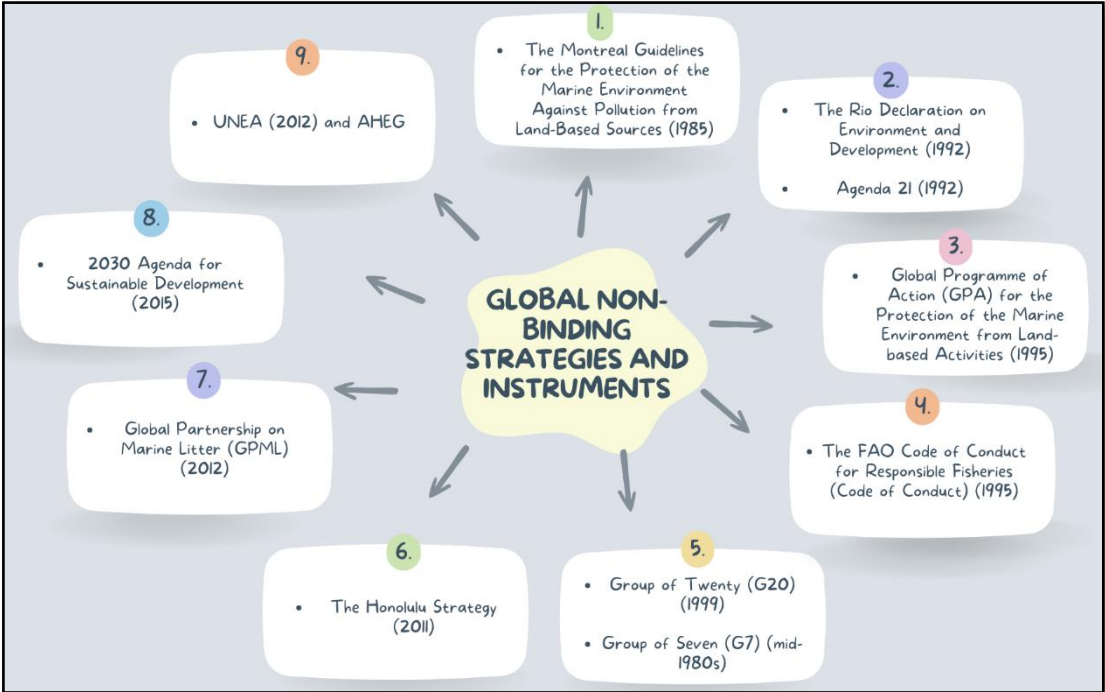 GLOBAL NON-
BINDING
STRATEGIES AND
INSTRUMENTS
1.
• The Montreal Guidelines
for the Protection of the
Marine Environment
Against Pollution from
Land-Based Sources (1985)
2.
• The Rio Declaration on
Environment and
Development (1992)
• Agenda 21 (1992)
3.
• Global Programme of
Action (GPA) for the
Protection of the Marine
Environment from Land-
based Activities (1995)
4.
• The FAO Code of Conduct
for Responsible Fisheries
(Code of Conduct) (1995)
5.
• Group of Twenty (G20)
(1999)
• Group of Seven (G7) (mid-
1980s)
6.
• The Honolulu Strategy
(2011)
7.
• Global Partnership on
Marine Litter (GPML)
(2012)
8.
• 2030 Agenda for
Sustainable Development
(2015)
9.
• UNEA (2012) and AHEG